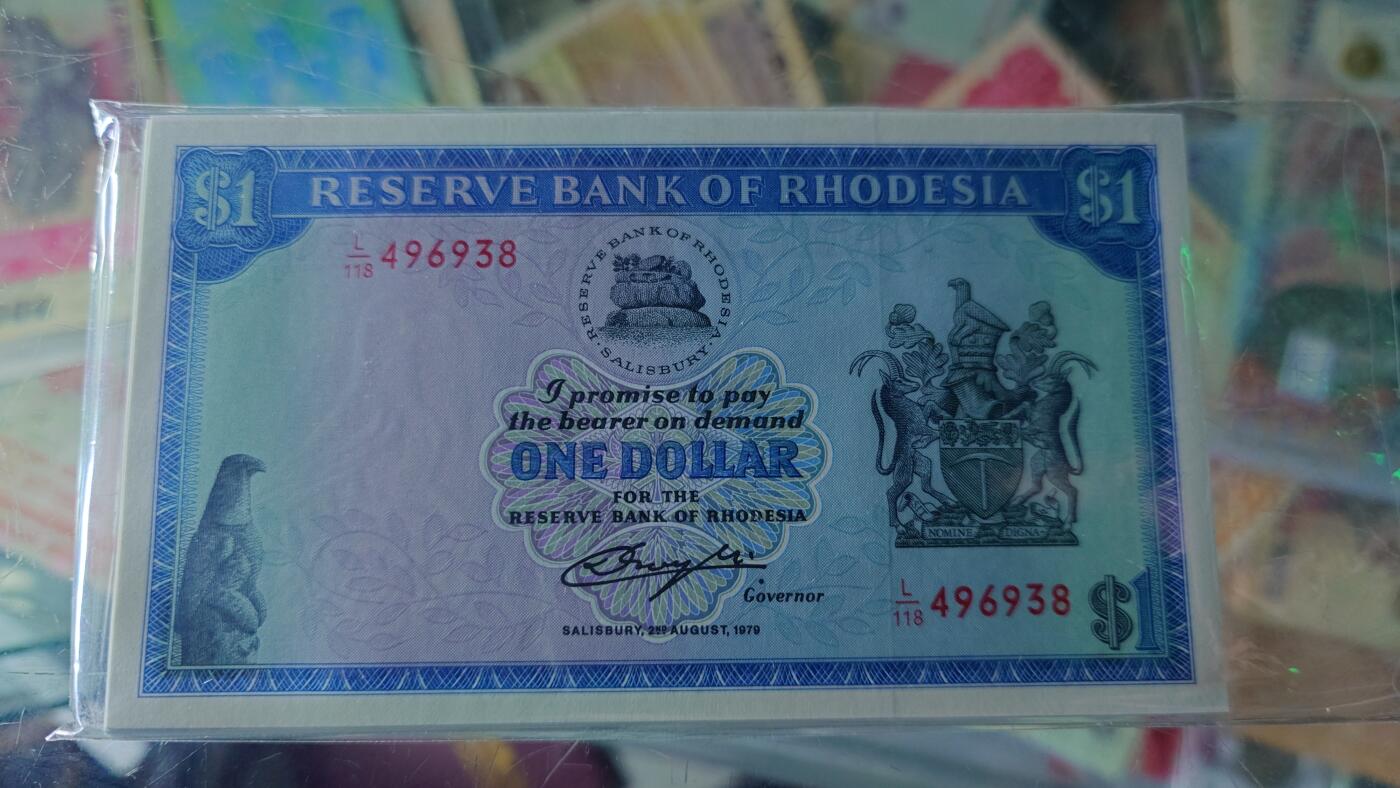 $1 RESERVE BANK OF RHODESIA $1
L/118 496938
RESERVE BANK OF RHODESIA
· SALISBURY ·
I promise to pay
the bearer on demand
ONE DOLLAR
FOR THE
RESERVE BANK OF RHODESIA
Governor
SALISBURY, 2ND AUGUST, 1979
NOMINE DIGNA
L/118 496938
$1